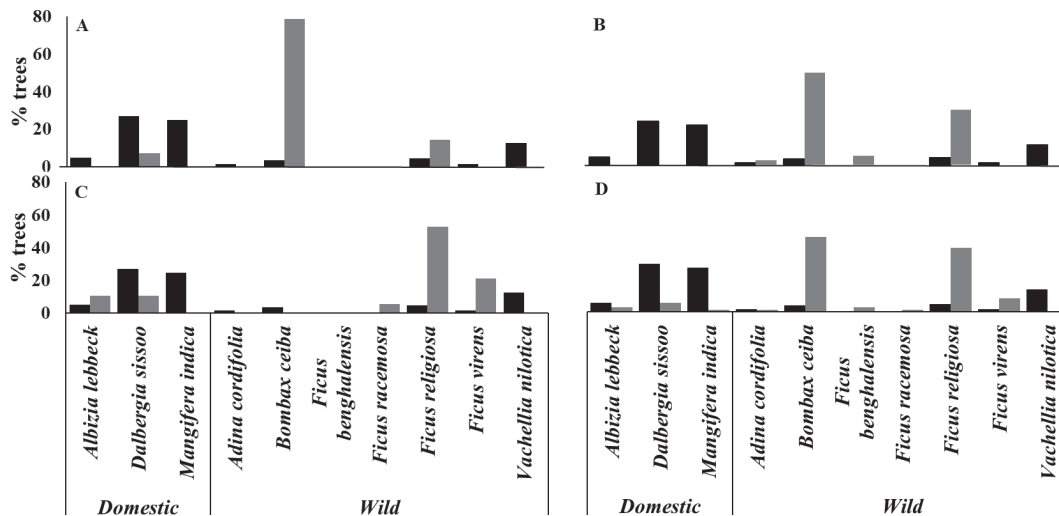 A
B
80
60
40
20
0
% trees
C
D
80
60
40
20
0
% trees
Albizia lebbeck
Dalbergia sissoo
Mangifera indica
Adina cordifolia
Bombax ceiba
Ficus
benghalensis
Ficus racemosa
Ficus religiosa
Ficus virens
Vachellia nilotica
Albizia lebbeck
Dalbergia sissoo
Mangifera indica
Adina cordifolia
Bombax ceiba
Ficus
benghalensis
Ficus racemosa
Ficus religiosa
Ficus virens
Vachellia nilotica
Domestic
Wild
Domestic
Wild